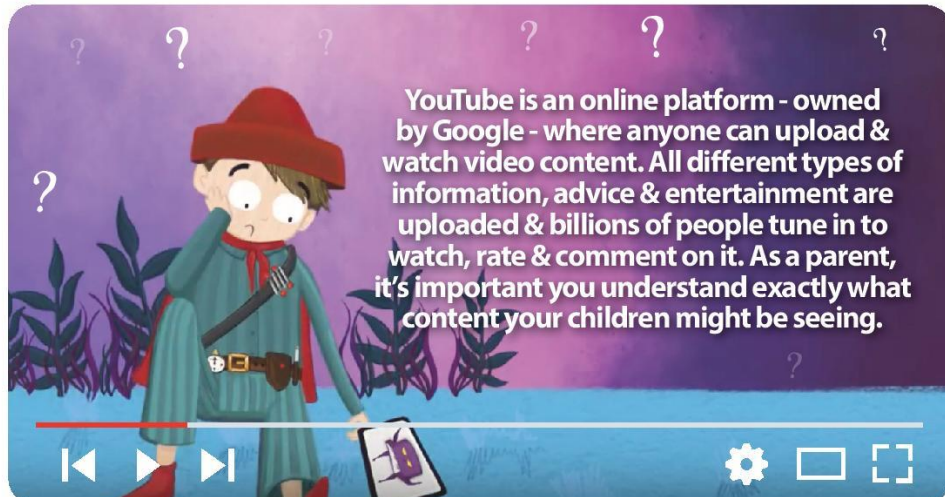 YouTube is an online platform - owned
by Google - where anyone can upload &
watch video content. All different types of
information, advice & entertainment are
uploaded & billions of people tune in to
watch, rate & comment on it. As a parent,
it's important you understand exactly what
content your children might be seeing.